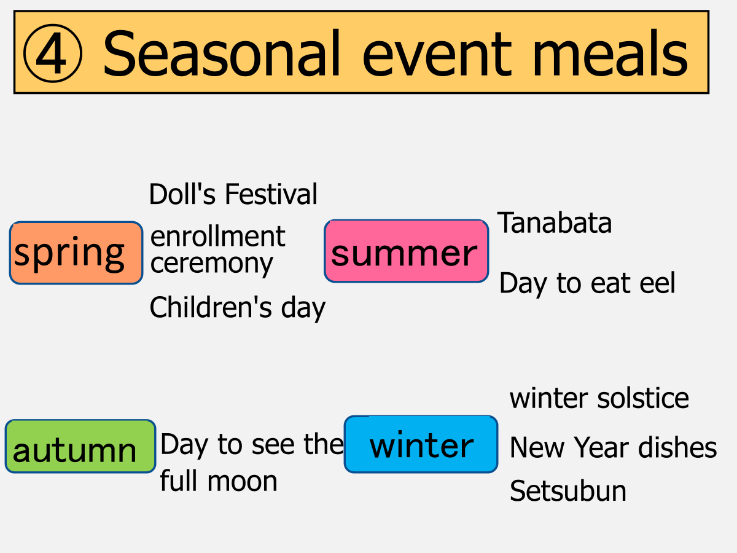 ④ Seasonal event meals
spring
Doll's Festival
enrollment
ceremony
Children's day
summer
Tanabata
Day to eat eel
autumn
Day to see the
full moon
winter
winter solstice
New Year dishes
Setsubun